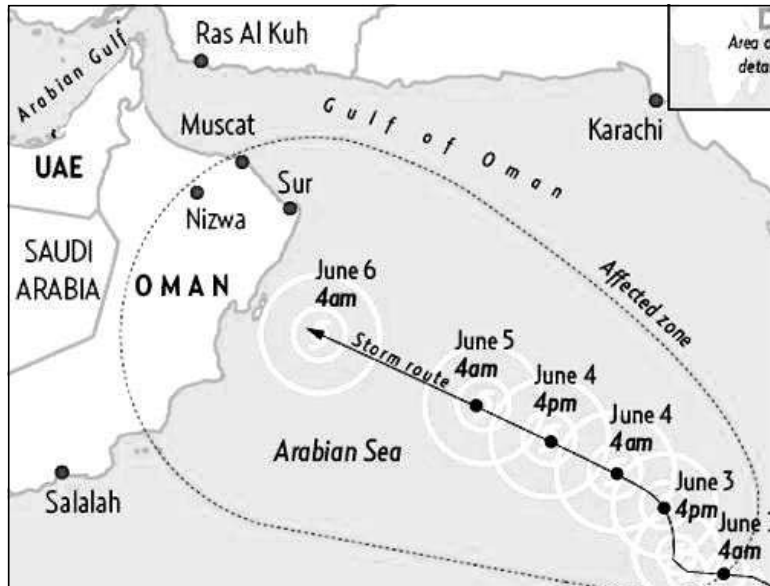 Ras Al Kuh
Area o
detai
Arabian Gulf
Gulf of Oman
Karachi
Muscat
UAE
Sur
Nizwa
SAUDI
ARABIA
OMAN
Affected zone
June 6
4am
Storm route
June 5
4am
June 4
4pm
June 4
4am
Arabian Sea
June 3
4pm
Salalah
June
4am